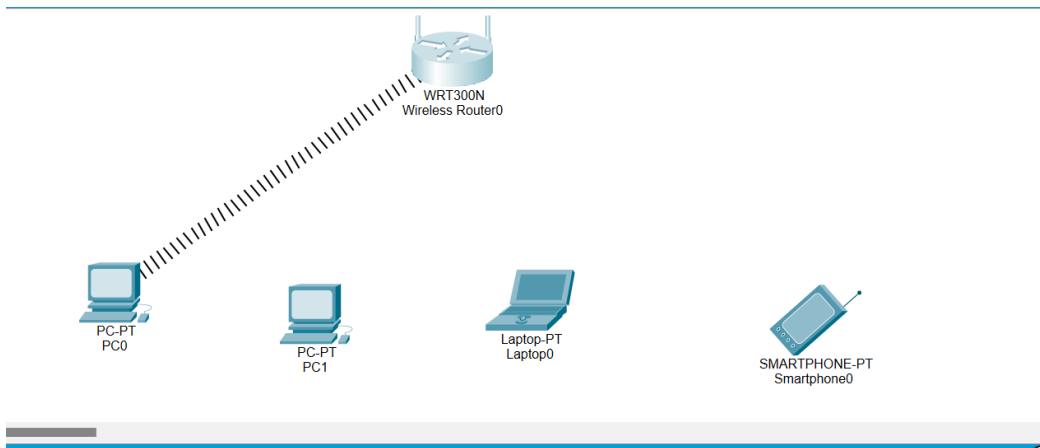 WRT300N
Wireless Router0
PC-PT
PC0
PC-PT
PC1
Laptop-PT
Laptop0
SMARTPHONE-PT
Smartphone0